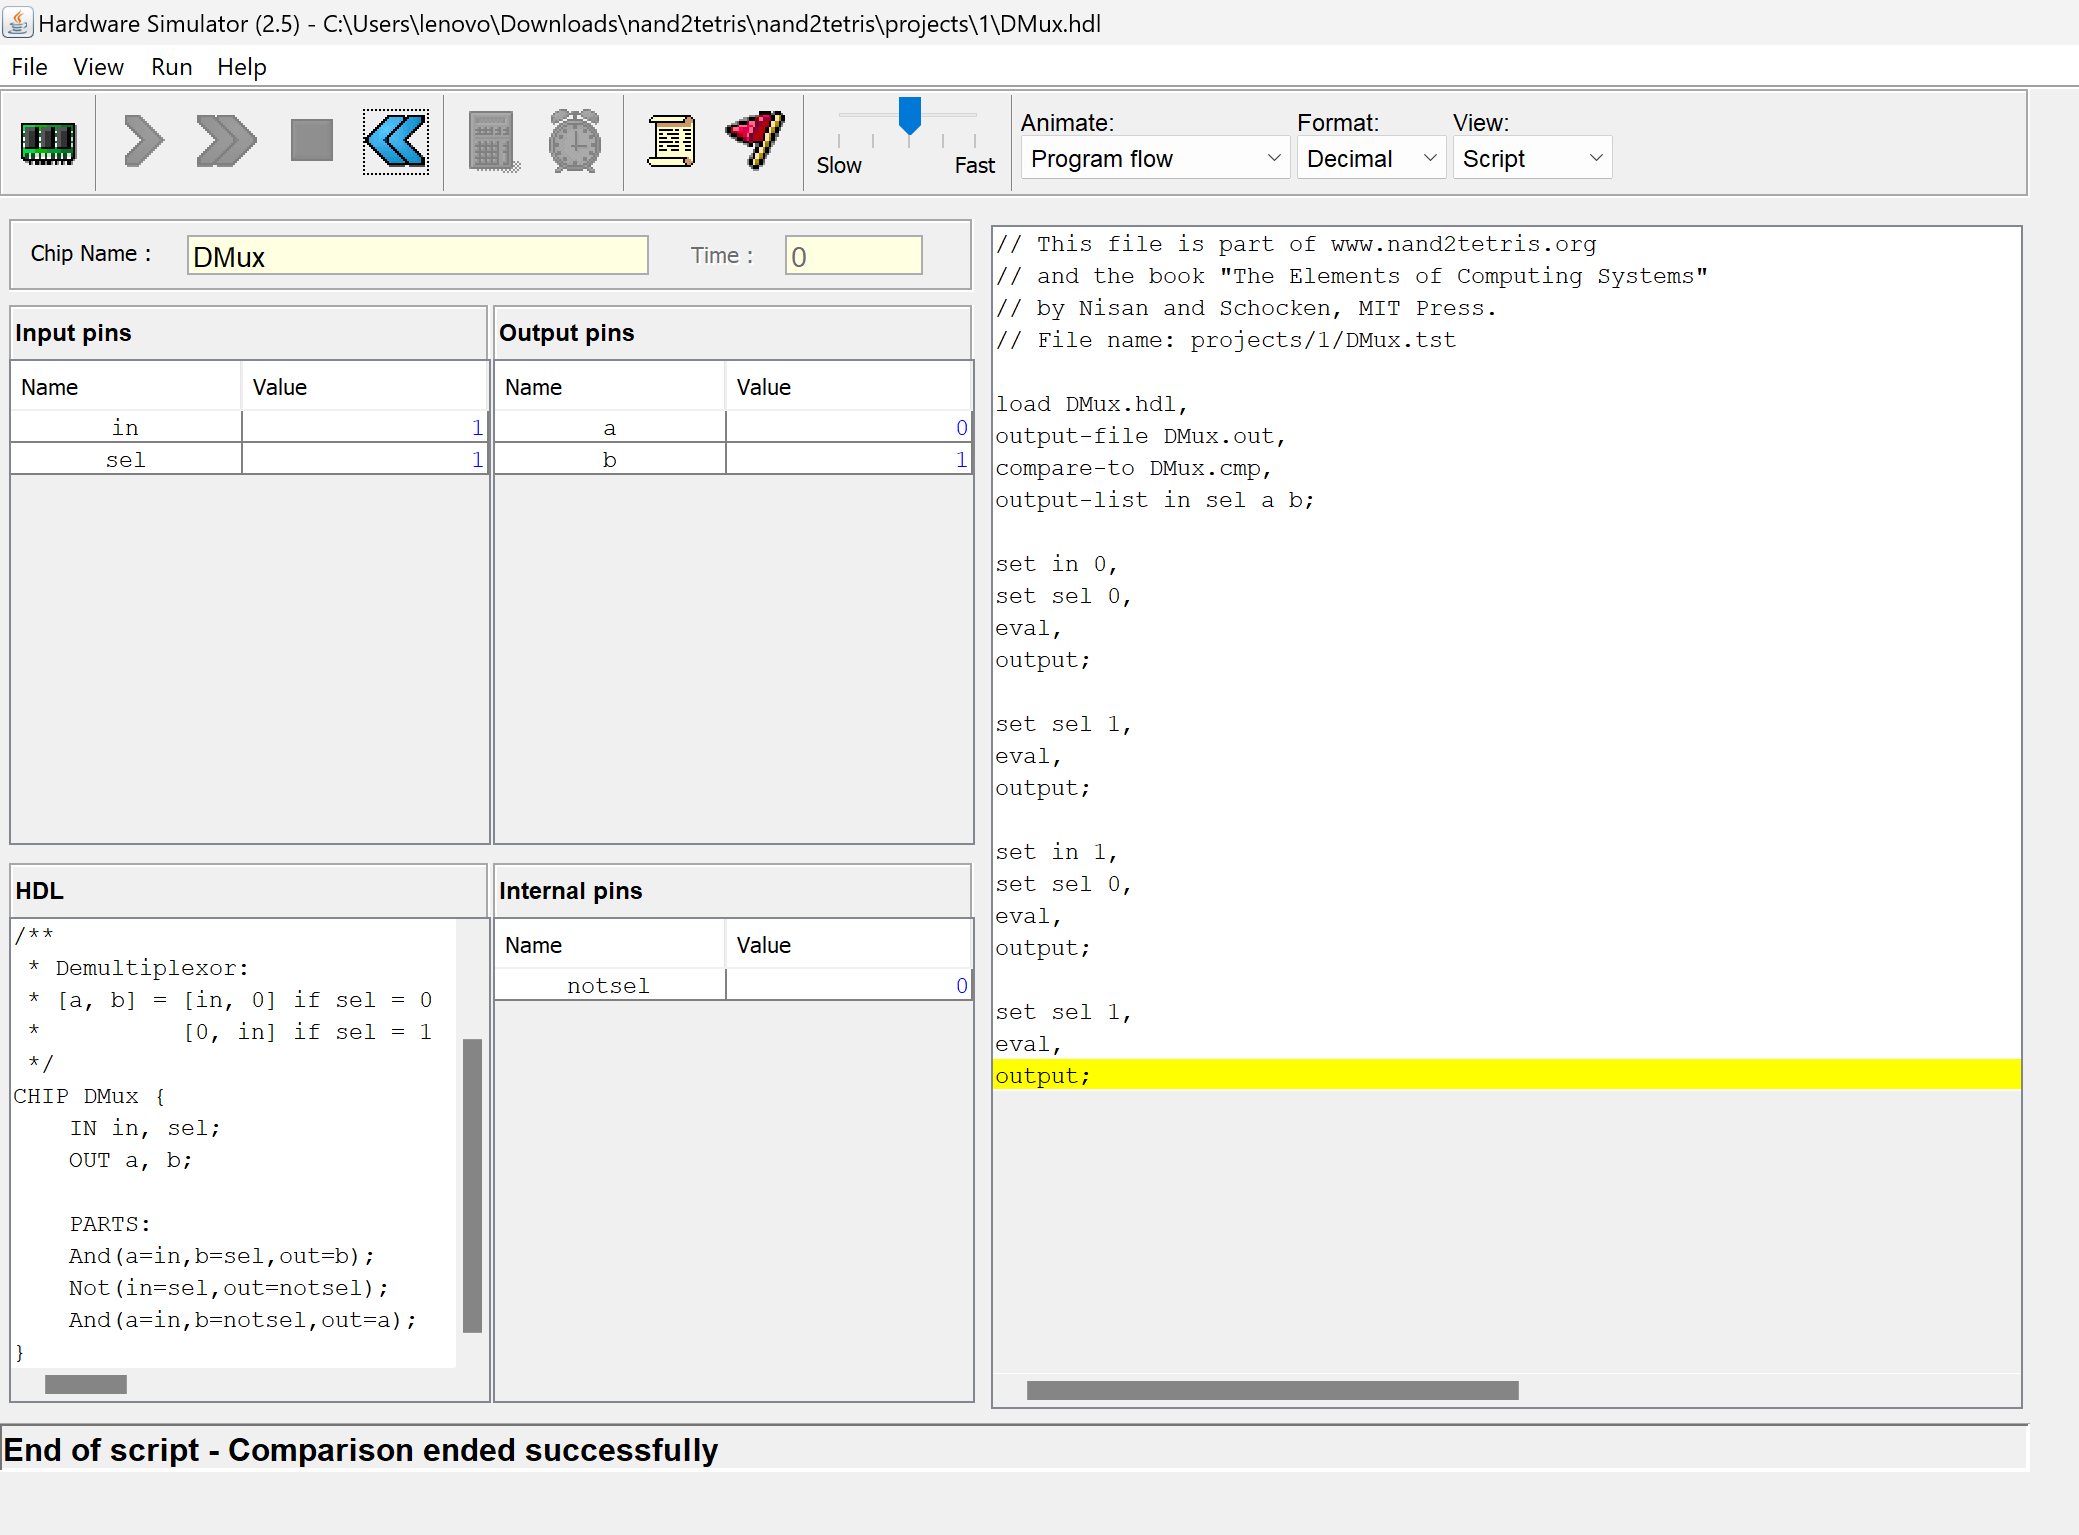 Hardware Simulator (2.5) - C:\Users\lenovo\Downloads\nand2tetris\nand2tetris\projects\1\DMux.hdl
File View Run Help
Slow Fast
Animate: Format: View:
Program flow Decimal Script
Chip Name : DMux Time : 0
Input pins
Name Value
in 1
sel 1
Output pins
Name Value
a 0
b 1
HDL
/**
 * Demultiplexor:
 * [a, b] = [in, 0] if sel = 0
 *          [0, in] if sel = 1
 */
CHIP DMux {
    IN in, sel;
    OUT a, b;
    PARTS:
    And(a=in,b=sel,out=b);
    Not(in=sel,out=notsel);
    And(a=in,b=notsel,out=a);
}
Internal pins
Name Value
notsel 0
// This file is part of www.nand2tetris.org
// and the book "The Elements of Computing Systems"
// by Nisan and Schocken, MIT Press.
// File name: projects/1/DMux.tst
load DMux.hdl,
output-file DMux.out,
compare-to DMux.cmp,
output-list in sel a b;
set in 0,
set sel 0,
eval,
output;
set sel 1,
eval,
output;
set in 1,
set sel 0,
eval,
output;
set sel 1,
eval,
output;
End of script - Comparison ended successfully